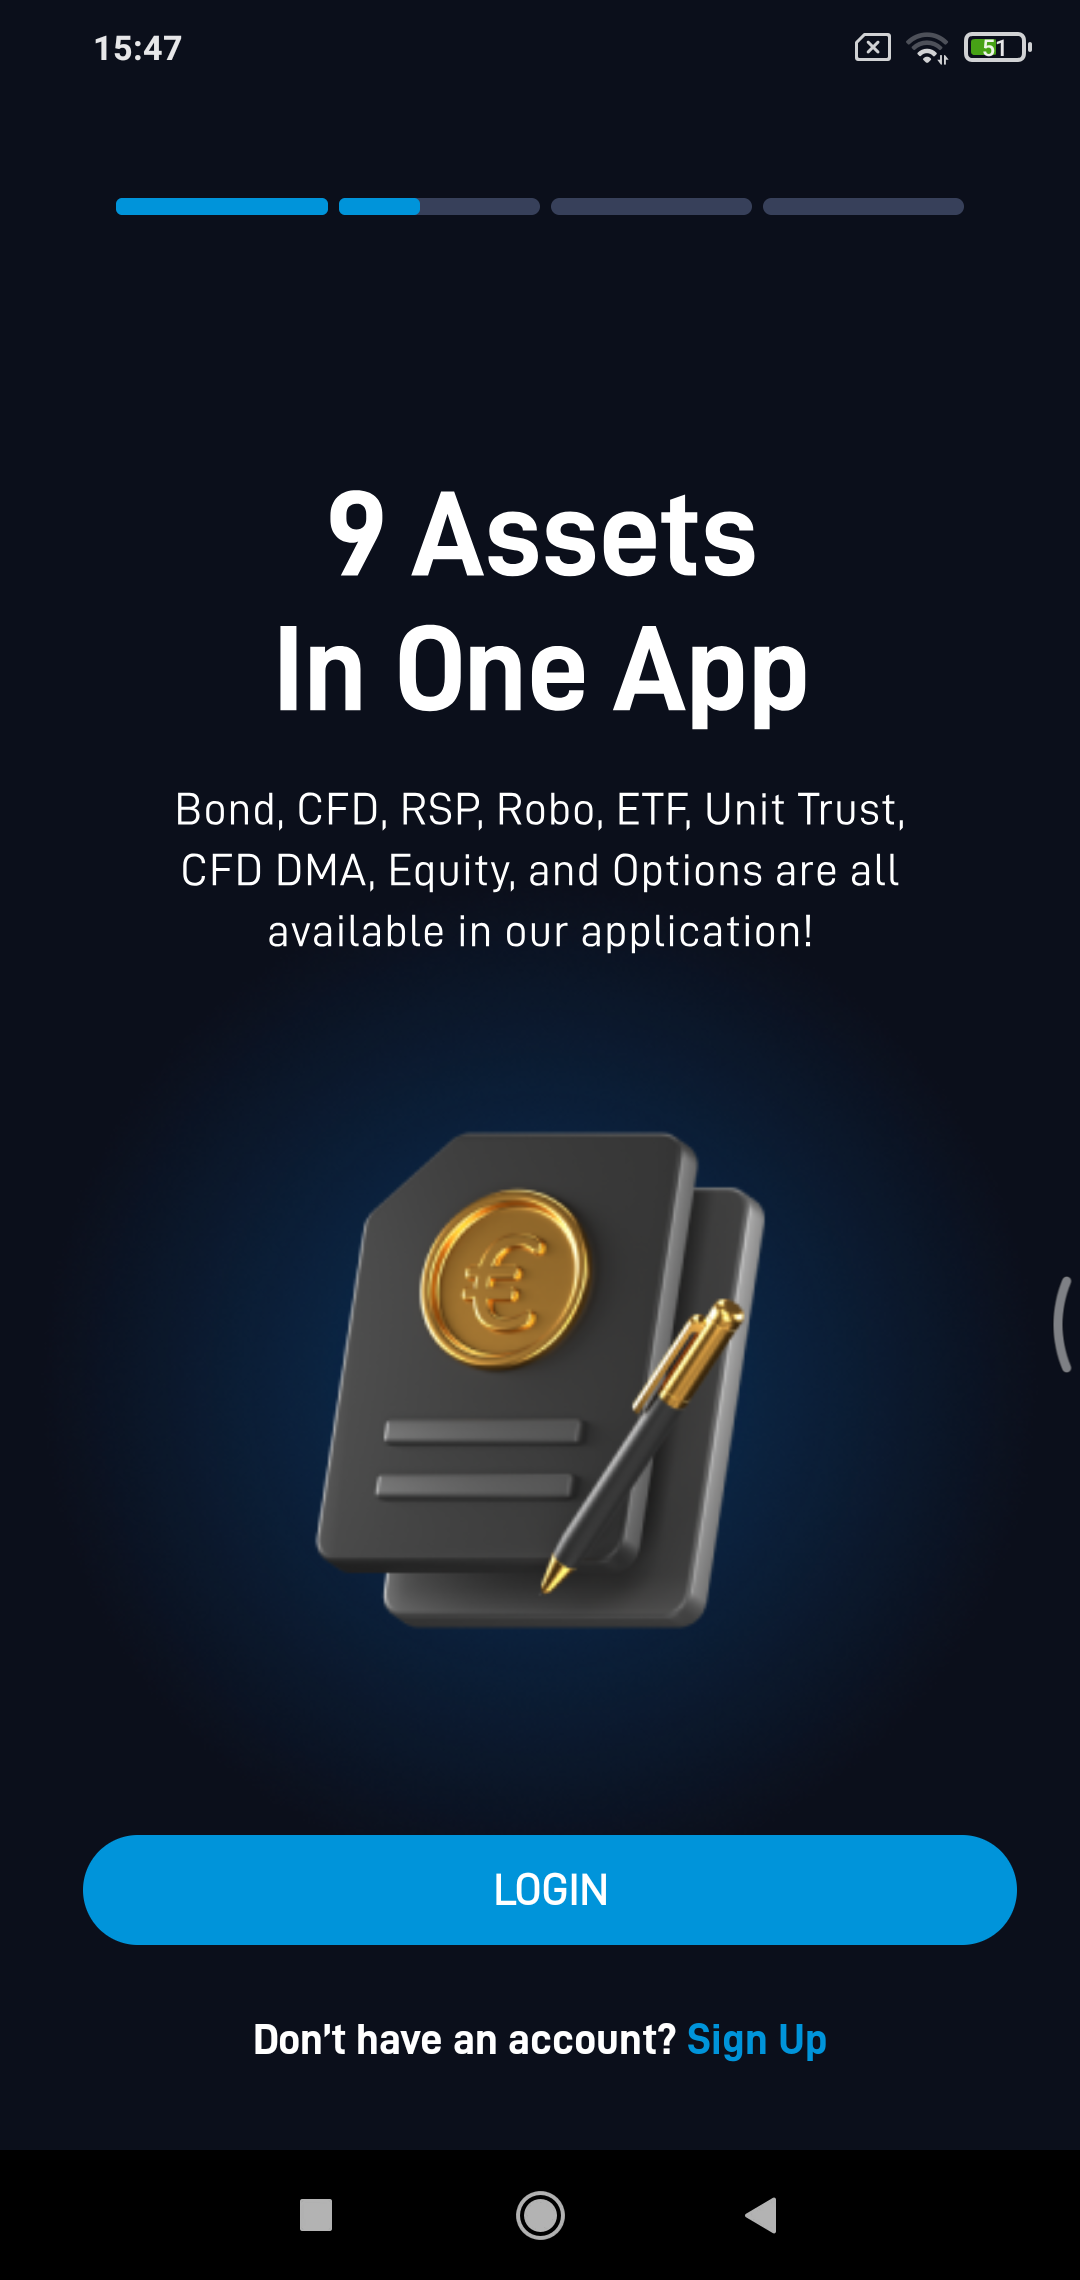 15:47
51
9 Assets
In One App
Bond, CFD, RSP, Robo, ETF, Unit Trust,
CFD DMA, Equity, and Options are all
available in our application!
€
LOGIN
Don't have an account? Sign Up